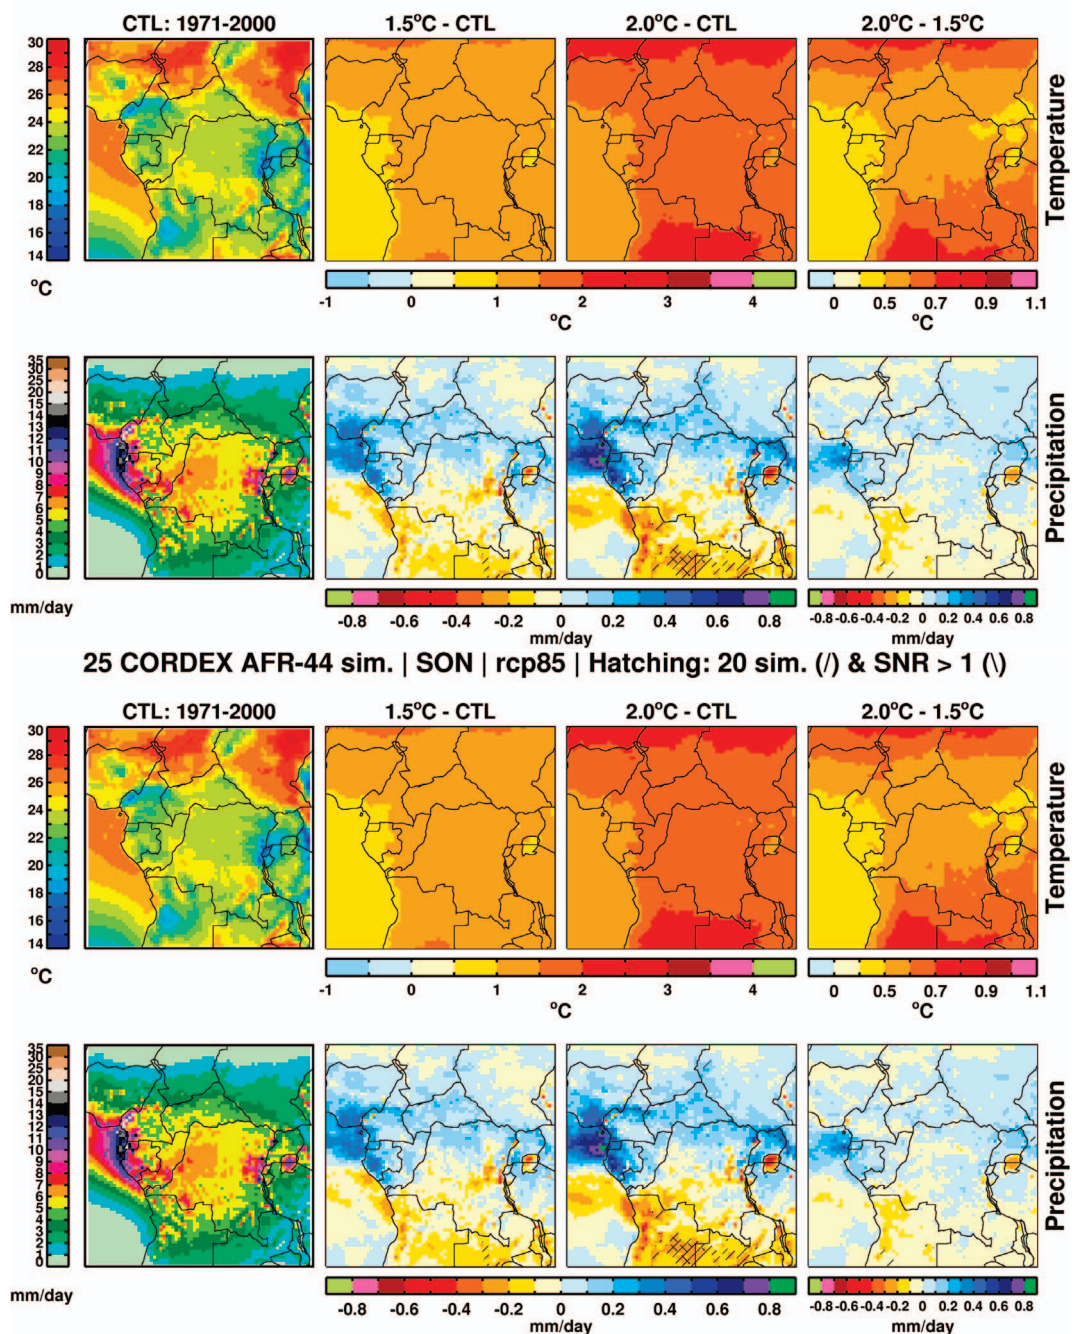 CTL: 1971-2000 1.5°C - CTL 2.0°C - CTL 2.0°C - 1.5°C
30
28
26
24
22
20
18
16
14
°C
Temperature
-1 0 1 2 3 4
°C
0 0.5 0.7 0.9 1.1
°C
35
30
25
20
15
14
13
12
11
10
9
8
7
6
5
4
3
2
1
0
mm/day
Precipitation
-0.8 -0.6 -0.4 -0.2 0 0.2 0.4 0.6 0.8
mm/day
-0.8 -0.6 -0.4 -0.2 0 0.2 0.4 0.6 0.8
mm/day
25 CORDEX AFR-44 sim. | SON | rcp85 | Hatching: 20 sim. (/) & SNR > 1 (\)
CTL: 1971-2000 1.5°C - CTL 2.0°C - CTL 2.0°C - 1.5°C
30
28
26
24
22
20
18
16
14
°C
Temperature
-1 0 1 2 3 4
°C
0 0.5 0.7 0.9 1.1
°C
35
30
25
20
15
14
13
12
11
10
9
8
7
6
5
4
3
2
1
0
mm/day
Precipitation
-0.8 -0.6 -0.4 -0.2 0 0.2 0.4 0.6 0.8
mm/day
-0.8 -0.6 -0.4 -0.2 0 0.2 0.4 0.6 0.8
mm/day